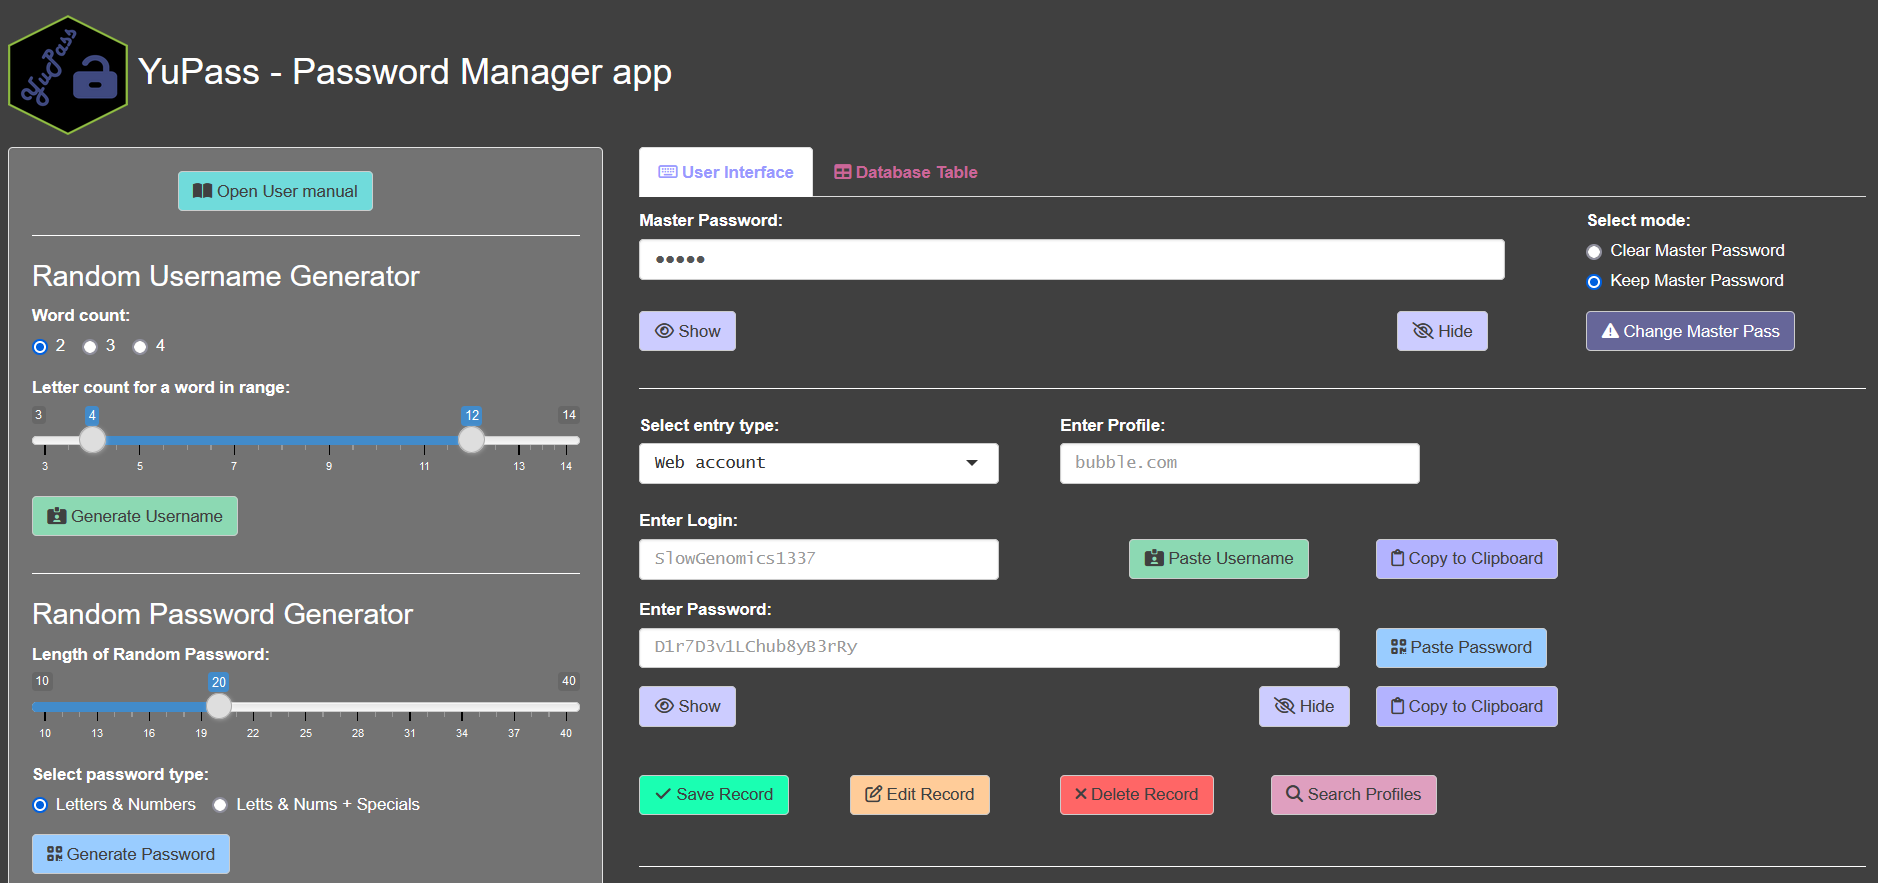 YuPass
YuPass - Password Manager app
Open User manual
Random Username Generator
Word count:
2 3 4
Letter count for a word in range:
3 4 12 14
3 5 7 9 11 13 14
Generate Username
Random Password Generator
Length of Random Password:
10 20 40
10 13 16 19 22 25 28 31 34 37 40
Select password type:
Letters & Numbers Letts & Nums + Specials
Generate Password
User Interface Database Table
Master Password:
•••••
Show Hide
Select mode:
Clear Master Password
Keep Master Password
Change Master Pass
Select entry type: Enter Profile:
Web account bubble.com
Enter Login:
SlowGenomics1337 Paste Username Copy to Clipboard
Enter Password:
D1r7D3v1LChub8yB3rRy Paste Password
Show Hide Copy to Clipboard
Save Record Edit Record Delete Record Search Profiles